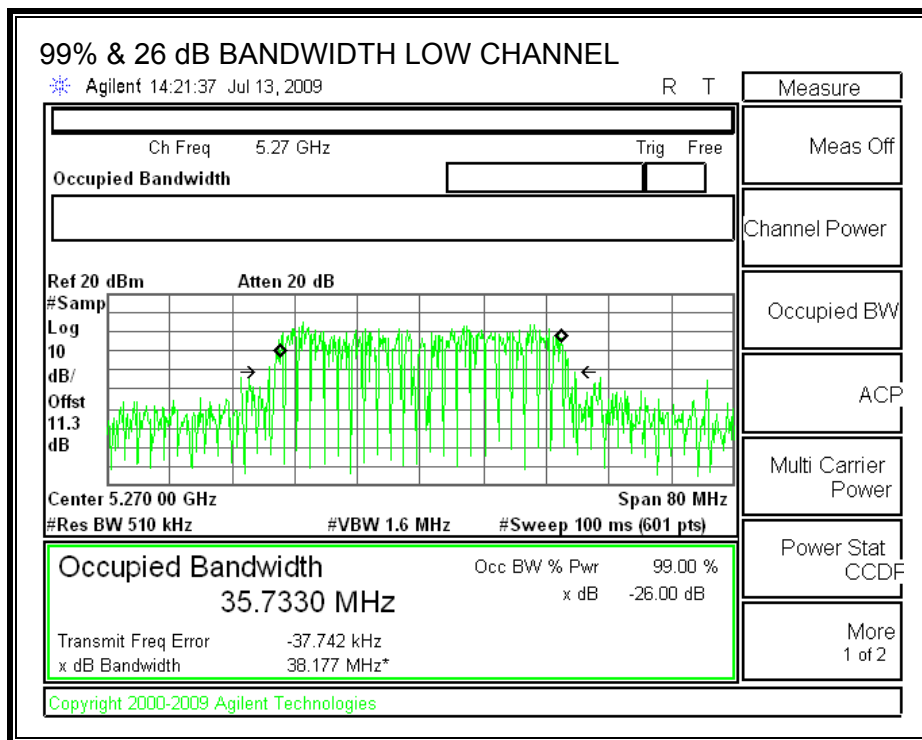 99% & 26 dB BANDWIDTH LOW CHANNEL
Agilent 14:21:37 Jul 13, 2009 R T
Measure
Ch Freq 5.27 GHz Trig Free
Meas Off
Occupied Bandwidth
Channel Power
Ref 20 dBm Atten 20 dB
#Samp
Log
10
dB/
Offst
11.3
dB
Occupied BW
ACP
Center 5.270 00 GHz Span 80 MHz
#Res BW 510 kHz #VBW 1.6 MHz #Sweep 100 ms (601 pts)
Multi Carrier
Power
Occupied Bandwidth
35.7330 MHz
Occ BW % Pwr 99.00 %
x dB -26.00 dB
Transmit Freq Error -37.742 kHz
x dB Bandwidth 38.177 MHz*
Power Stat
CCDF
More
1 of 2
Copyright 2000-2009 Agilent Technologies